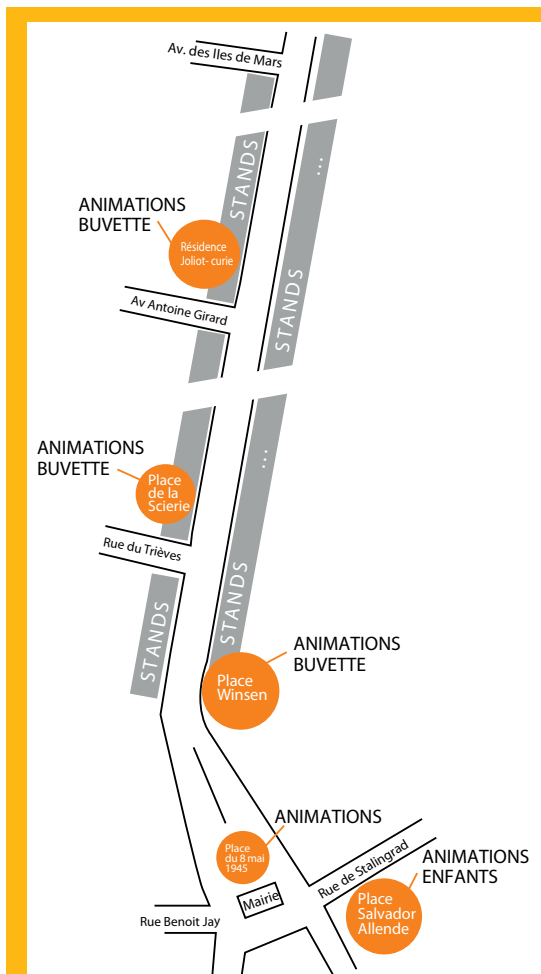 Av. des Iles de Mars
STANDS
...
ANIMATIONS
BUVETTE
Résidence
Joliot- curie
Av Antoine Girard
STANDS
ANIMATIONS
BUVETTE
...
Place
de la
Scierie
Rue du Trièves
STANDS
STANDS
ANIMATIONS
BUVETTE
Place
Winsen
ANIMATIONS
Place
du 8 mai
1945
Rue de Stalingrad
ANIMATIONS
ENFANTS
Mairie
Place
Salvador
Allende
Rue Benoit Jay